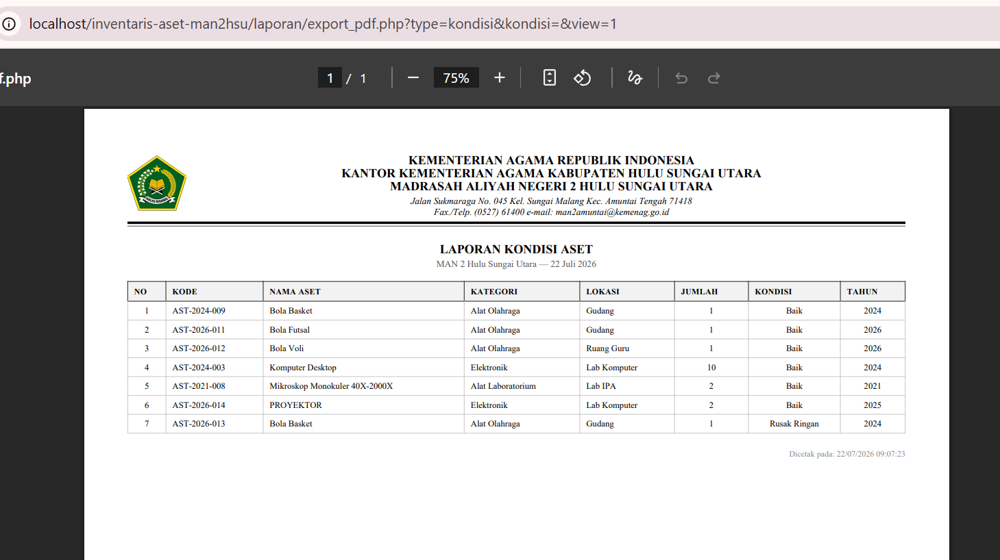 localhost/inventaris-aset-man2hsu/laporan/export_pdf.php?type=kondisi&kondisi=&view=1
f.php 1 / 1 75%
KEMENTERIAN AGAMA REPUBLIK INDONESIA
KANTOR KEMENTERIAN AGAMA KABUPATEN HULU SUNGAI UTARA
MADRASAH ALIYAH NEGERI 2 HULU SUNGAI UTARA
Jalan Sukmaraga No. 045 Kel. Sungai Malang Kec. Amuntai Tengah 71418
Fax./Telp. (0527) 61400 e-mail: man2amuntai@kemenag.go.id
LAPORAN KONDISI ASET
MAN 2 Hulu Sungai Utara — 22 Juli 2026
NO KODE NAMA ASET KATEGORI LOKASI JUMLAH KONDISI TAHUN
1 AST-2024-009 Bola Basket Alat Olahraga Gudang 1 Baik 2024
2 AST-2026-011 Bola Futsal Alat Olahraga Gudang 1 Baik 2026
3 AST-2026-012 Bola Voli Alat Olahraga Ruang Guru 1 Baik 2026
4 AST-2024-003 Komputer Desktop Elektronik Lab Komputer 10 Baik 2024
5 AST-2021-008 Mikroskop Monokuler 40X-2000X Alat Laboratorium Lab IPA 2 Baik 2021
6 AST-2026-014 PROYEKTOR Elektronik Lab Komputer 2 Baik 2025
7 AST-2026-013 Bola Basket Alat Olahraga Gudang 1 Rusak Ringan 2024
Dicetak pada: 22/07/2026 09:07:23